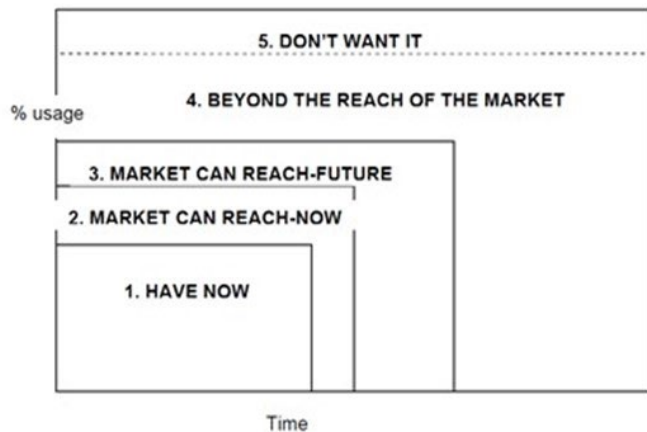 5. DON'T WANT IT
4. BEYOND THE REACH OF THE MARKET
% usage
3. MARKET CAN REACH-FUTURE
2. MARKET CAN REACH-NOW
1. HAVE NOW
Time